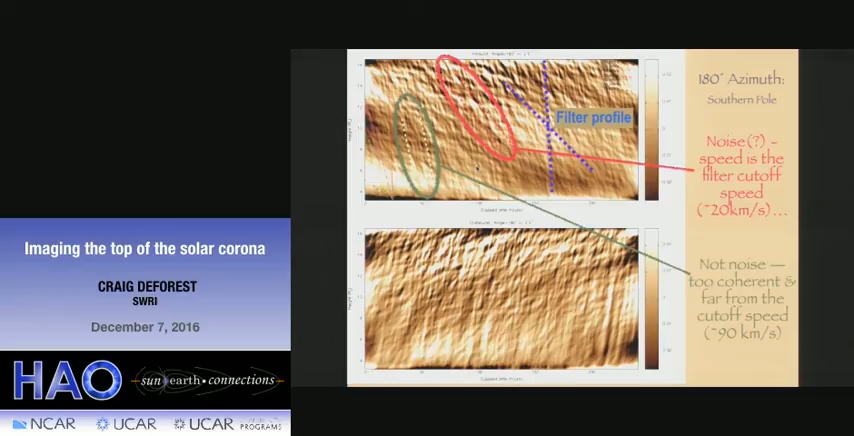 Imaging the top of the solar corona
CRAIG DEFOREST
SWRI
December 7, 2016
HAO
sun earth • connections
NCAR
UCAR
UCAR
PROGRAMS
Filter profile
180° Azimuth:
Southern Pole
Noise(?) –
speed is the
filter cutoff
speed
(~20km/s)...
Not noise —
too coherent &
far from the
cutoff speed
(~90 km/s)